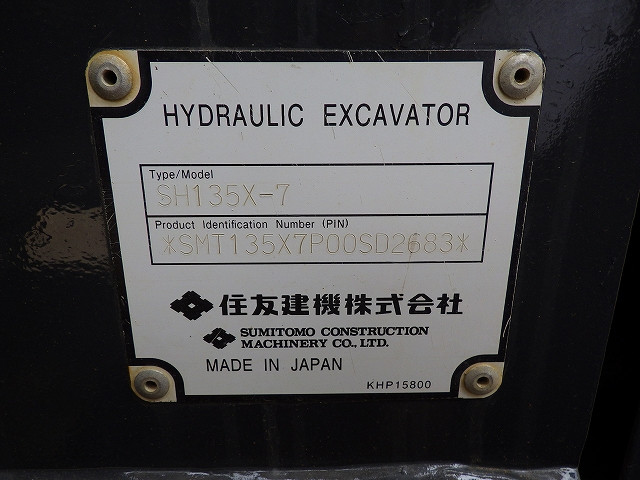 HYDRAULIC EXCAVATOR
Type/Model
SH135X-7
Product Identification Number (PIN)
*SMT135X7P00SD2683*
住友建機株式会社
SUMITOMO CONSTRUCTION
MACHINERY CO., LTD.
MADE IN JAPAN
KHP15800